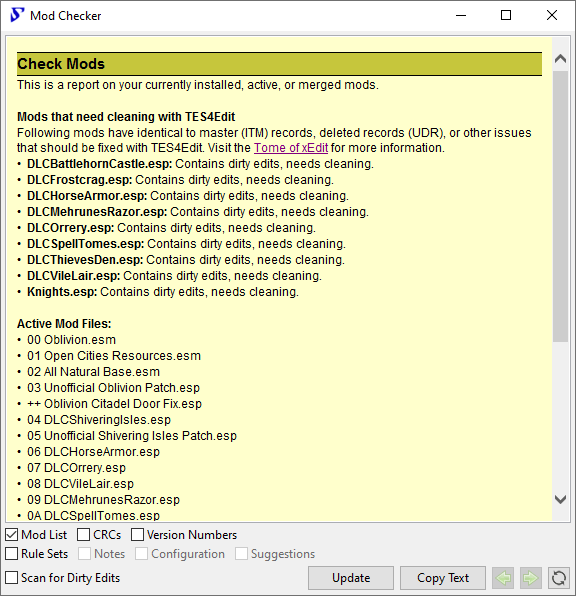 Mod Checker
Check Mods
This is a report on your currently installed, active, or merged mods.
Mods that need cleaning with TES4Edit
Following mods have identical to master (ITM) records, deleted records (UDR), or other issues
that should be fixed with TES4Edit. Visit the Tome of xEdit for more information.
• DLCBattlehornCastle.esp: Contains dirty edits, needs cleaning.
• DLCFrostcrag.esp: Contains dirty edits, needs cleaning.
• DLCHorseArmor.esp: Contains dirty edits, needs cleaning.
• DLCMehrunesRazor.esp: Contains dirty edits, needs cleaning.
• DLCOrrery.esp: Contains dirty edits, needs cleaning.
• DLCSpellTomes.esp: Contains dirty edits, needs cleaning.
• DLCThievesDen.esp: Contains dirty edits, needs cleaning.
• DLCVileLair.esp: Contains dirty edits, needs cleaning.
• Knights.esp: Contains dirty edits, needs cleaning.
Active Mod Files:
• 00 Oblivion.esm
• 01 Open Cities Resources.esm
• 02 All Natural Base.esm
• 03 Unofficial Oblivion Patch.esp
• ++ Oblivion Citadel Door Fix.esp
• 04 DLCShiveringIsles.esp
• 05 Unofficial Shivering Isles Patch.esp
• 06 DLCHorseArmor.esp
• 07 DLCOrrery.esp
• 08 DLCVileLair.esp
• 09 DLCMehrunesRazor.esp
• 0A DLCSpellTomes.esp
Mod List CRCs Version Numbers
Rule Sets Notes Configuration Suggestions
Scan for Dirty Edits Update Copy Text